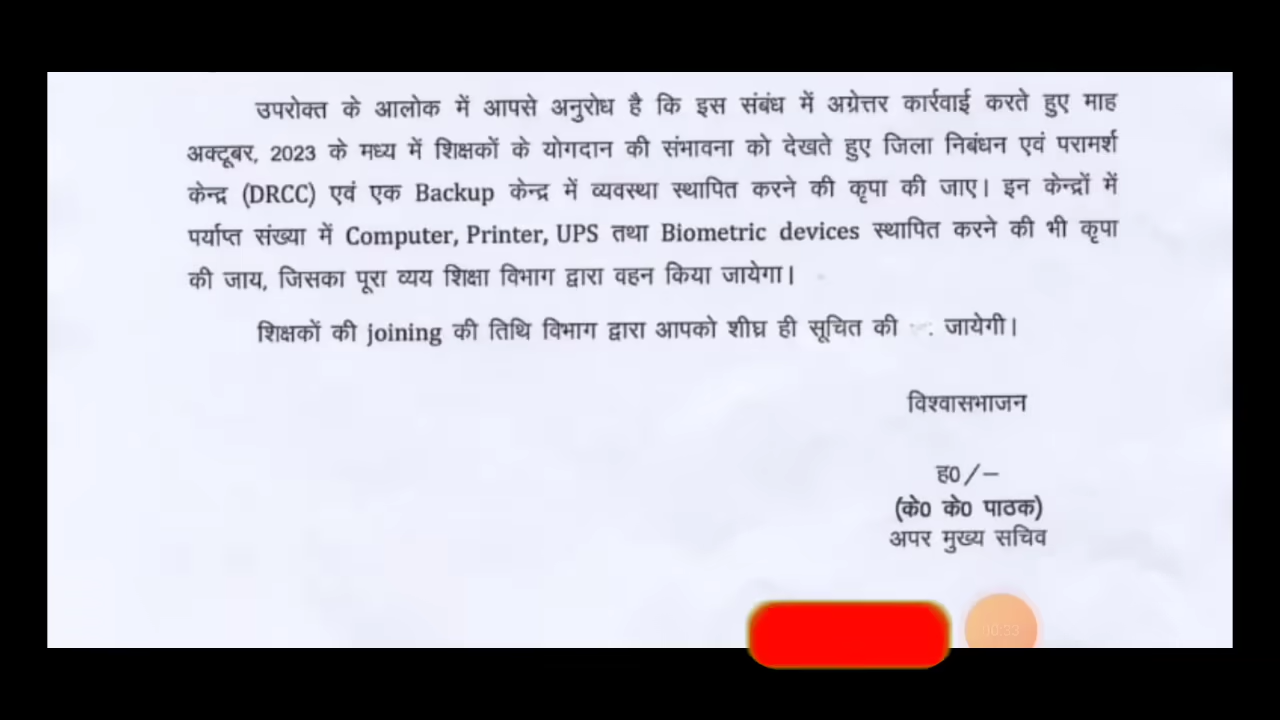 उपरोक्त के आलोक में आपसे अनुरोध है कि इस संबंध में अग्रेत्तर कार्रवाई करते हुए माह
अक्टूबर, 2023 के मध्य में शिक्षकों के योगदान की संभावना को देखते हुए जिला निबंधन एवं परामर्श
केन्द्र (DRCC) एवं एक Backup केन्द्र में व्यवस्था स्थापित करने की कृपा की जाए। इन केन्द्रों में
पर्याप्त संख्या में Computer, Printer, UPS तथा Biometric devices स्थापित करने की भी कृपा
की जाय, जिसका पूरा व्यय शिक्षा विभाग द्वारा वहन किया जायेगा।
शिक्षकों की joining की तिथि विभाग द्वारा आपको शीघ्र ही सूचित की जायेगी।
विश्वासभाजन
ह0/–
(के0 के0 पाठक)
अपर मुख्य सचिव